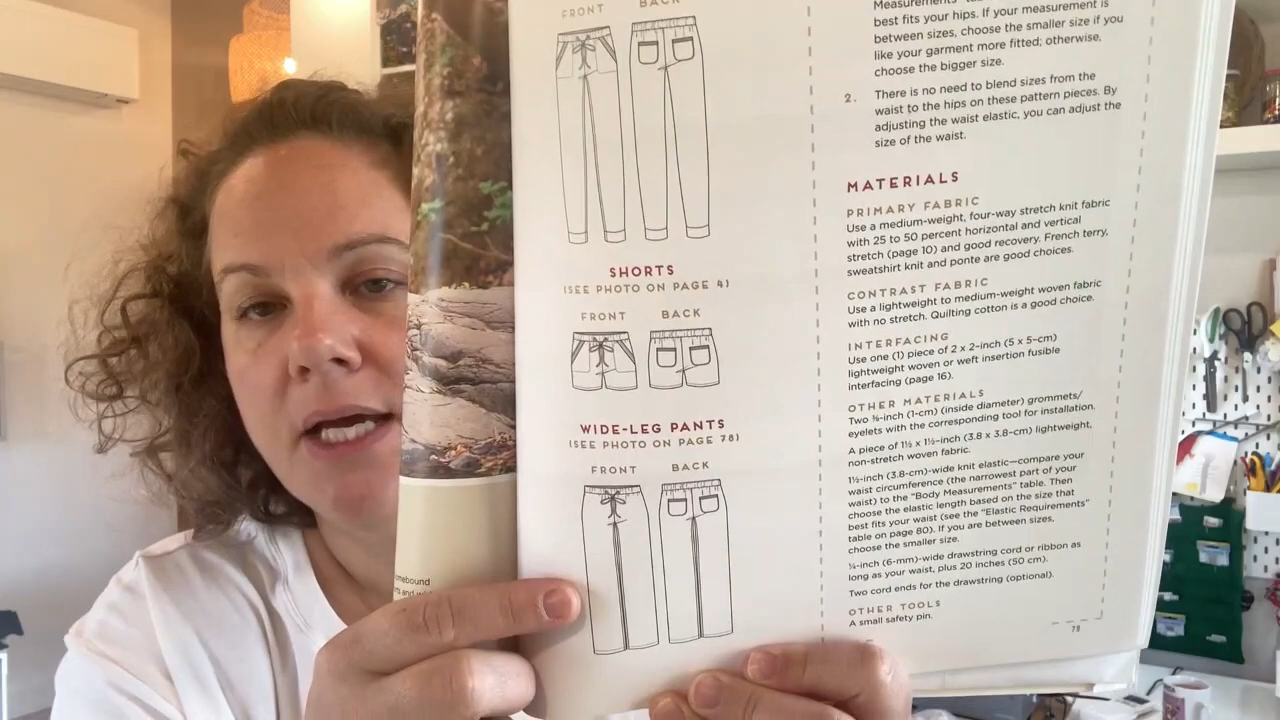 FRONT BACK
SHORTS
(SEE PHOTO ON PAGE 4)
FRONT BACK
WIDE-LEG PANTS
(SEE PHOTO ON PAGE 78)
FRONT BACK
best fits your hips. If your measurement is
between sizes, choose the smaller size if you
like your garment more fitted; otherwise,
choose the bigger size.
2. There is no need to blend sizes from the
waist to the hips on these pattern pieces. By
adjusting the waist elastic, you can adjust the
size of the waist.
MATERIALS
PRIMARY FABRIC
Use a medium-weight, four-way stretch knit fabric
with 25 to 50 percent horizontal and vertical
stretch (page 10) and good recovery. French terry,
sweatshirt knit and ponte are good choices.
CONTRAST FABRIC
Use a lightweight to medium-weight woven fabric
with no stretch. Quilting cotton is a good choice.
INTERFACING
Use one (1) piece of 2 x 2-inch (5 x 5-cm)
lightweight woven or weft insertion fusible
interfacing (page 16).
OTHER MATERIALS
Two ⅜-inch (1-cm) (inside diameter) grommets/
eyelets with the corresponding tool for installation.
A piece of 1½ x 1½-inch (3.8 x 3.8-cm) lightweight,
non-stretch woven fabric.
1½-inch (3.8-cm)-wide knit elastic—compare your
waist circumference (the narrowest part of your
waist) to the "Body Measurements" table. Then
choose the elastic length based on the size that
best fits your waist (see the "Elastic Requirements"
table on page 80). If you are between sizes,
choose the smaller size.
¼-inch (6-mm)-wide drawstring cord or ribbon as
long as your waist, plus 20 inches (50 cm).
Two cord ends for the drawstring (optional).
OTHER TOOLS
A small safety pin.
79